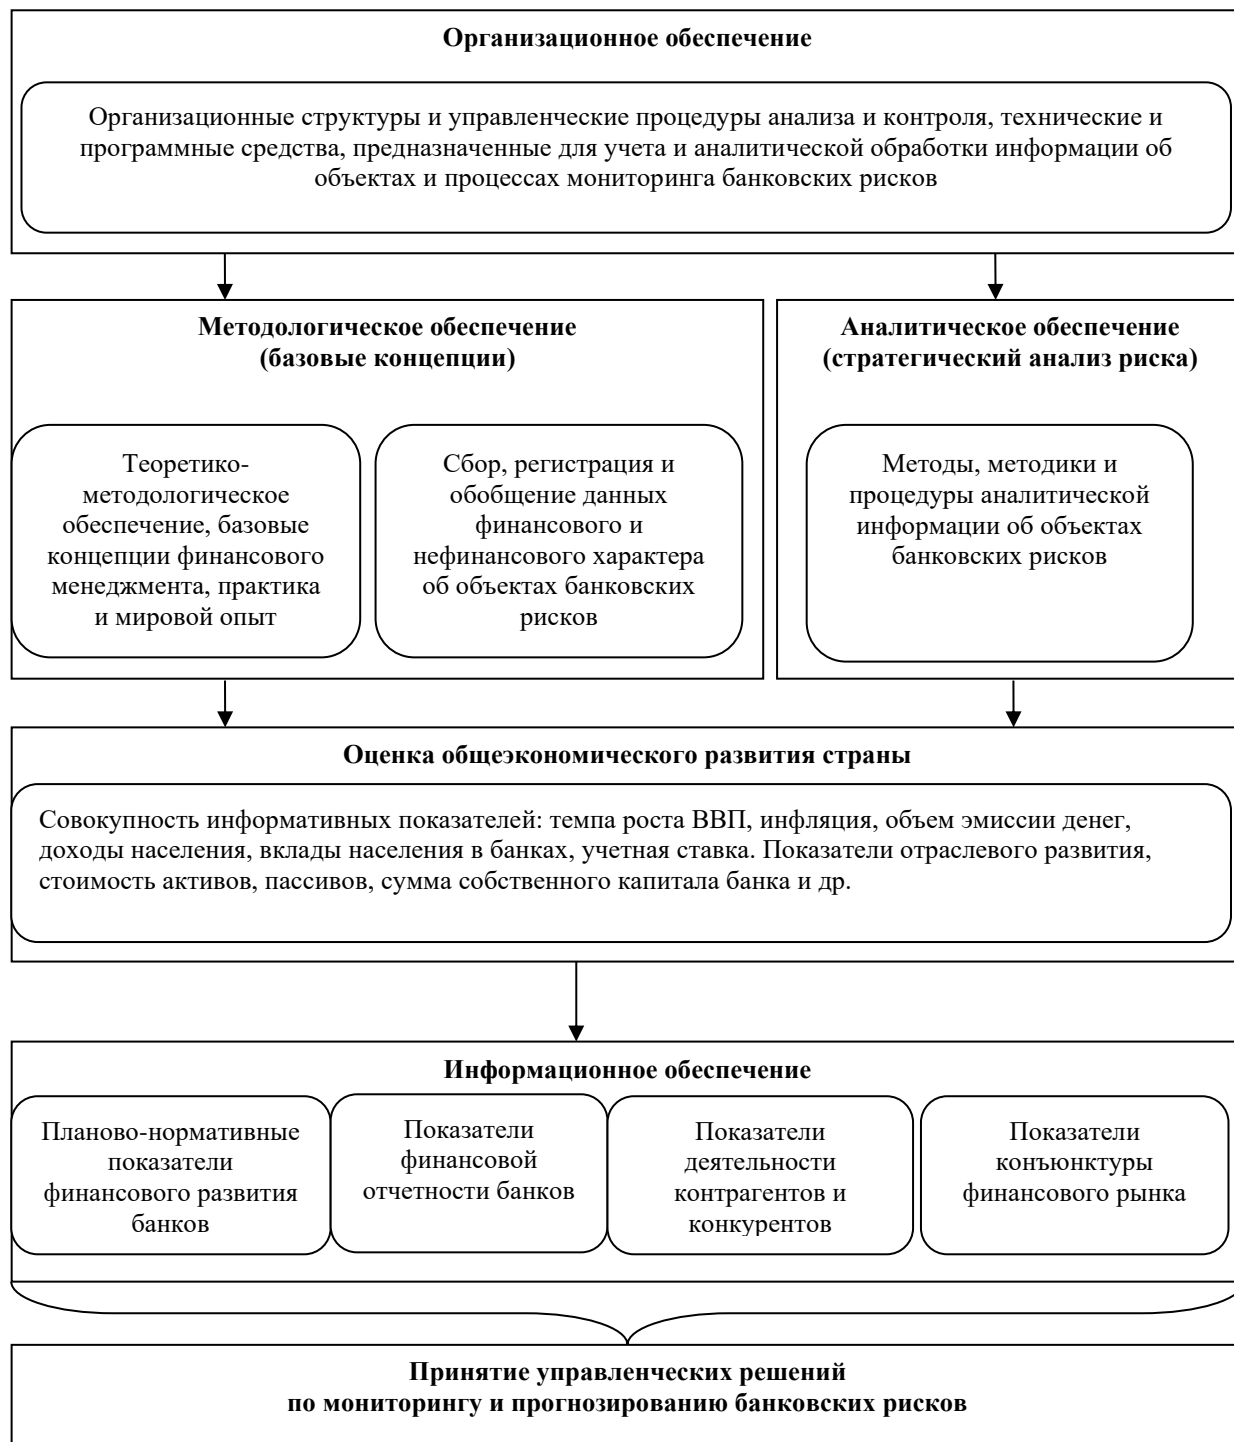 Организационное обеспечение
Организационные структуры и управленческие процедуры анализа и контроля, технические и
программные средства, предназначенные для учета и аналитической обработки информации об
объектах и процессах мониторинга банковских рисков
Методологическое обеспечение
(базовые концепции)
Теоретико-
методологическое
обеспечение, базовые
концепции финансового
менеджмента, практика
и мировой опыт
Сбор, регистрация и
обобщение данных
финансового и
нефинансового характера
об объектах банковских
рисков
Аналитическое обеспечение
(стратегический анализ риска)
Методы, методики и
процедуры аналитической
информации об объектах
банковских рисков
Оценка общеэкономического развития страны
Совокупность информативных показателей: темпа роста ВВП, инфляция, объем эмиссии денег,
доходы населения, вклады населения в банках, учетная ставка. Показатели отраслевого развития,
стоимость активов, пассивов, сумма собственного капитала банка и др.
Информационное обеспечение
Планово-нормативные
показатели
финансового развития
банков
Показатели
финансовой
отчетности банков
Показатели
деятельности
контрагентов и
конкурентов
Показатели
конъюнктуры
финансового рынка
Принятие управленческих решений
по мониторингу и прогнозированию банковских рисков